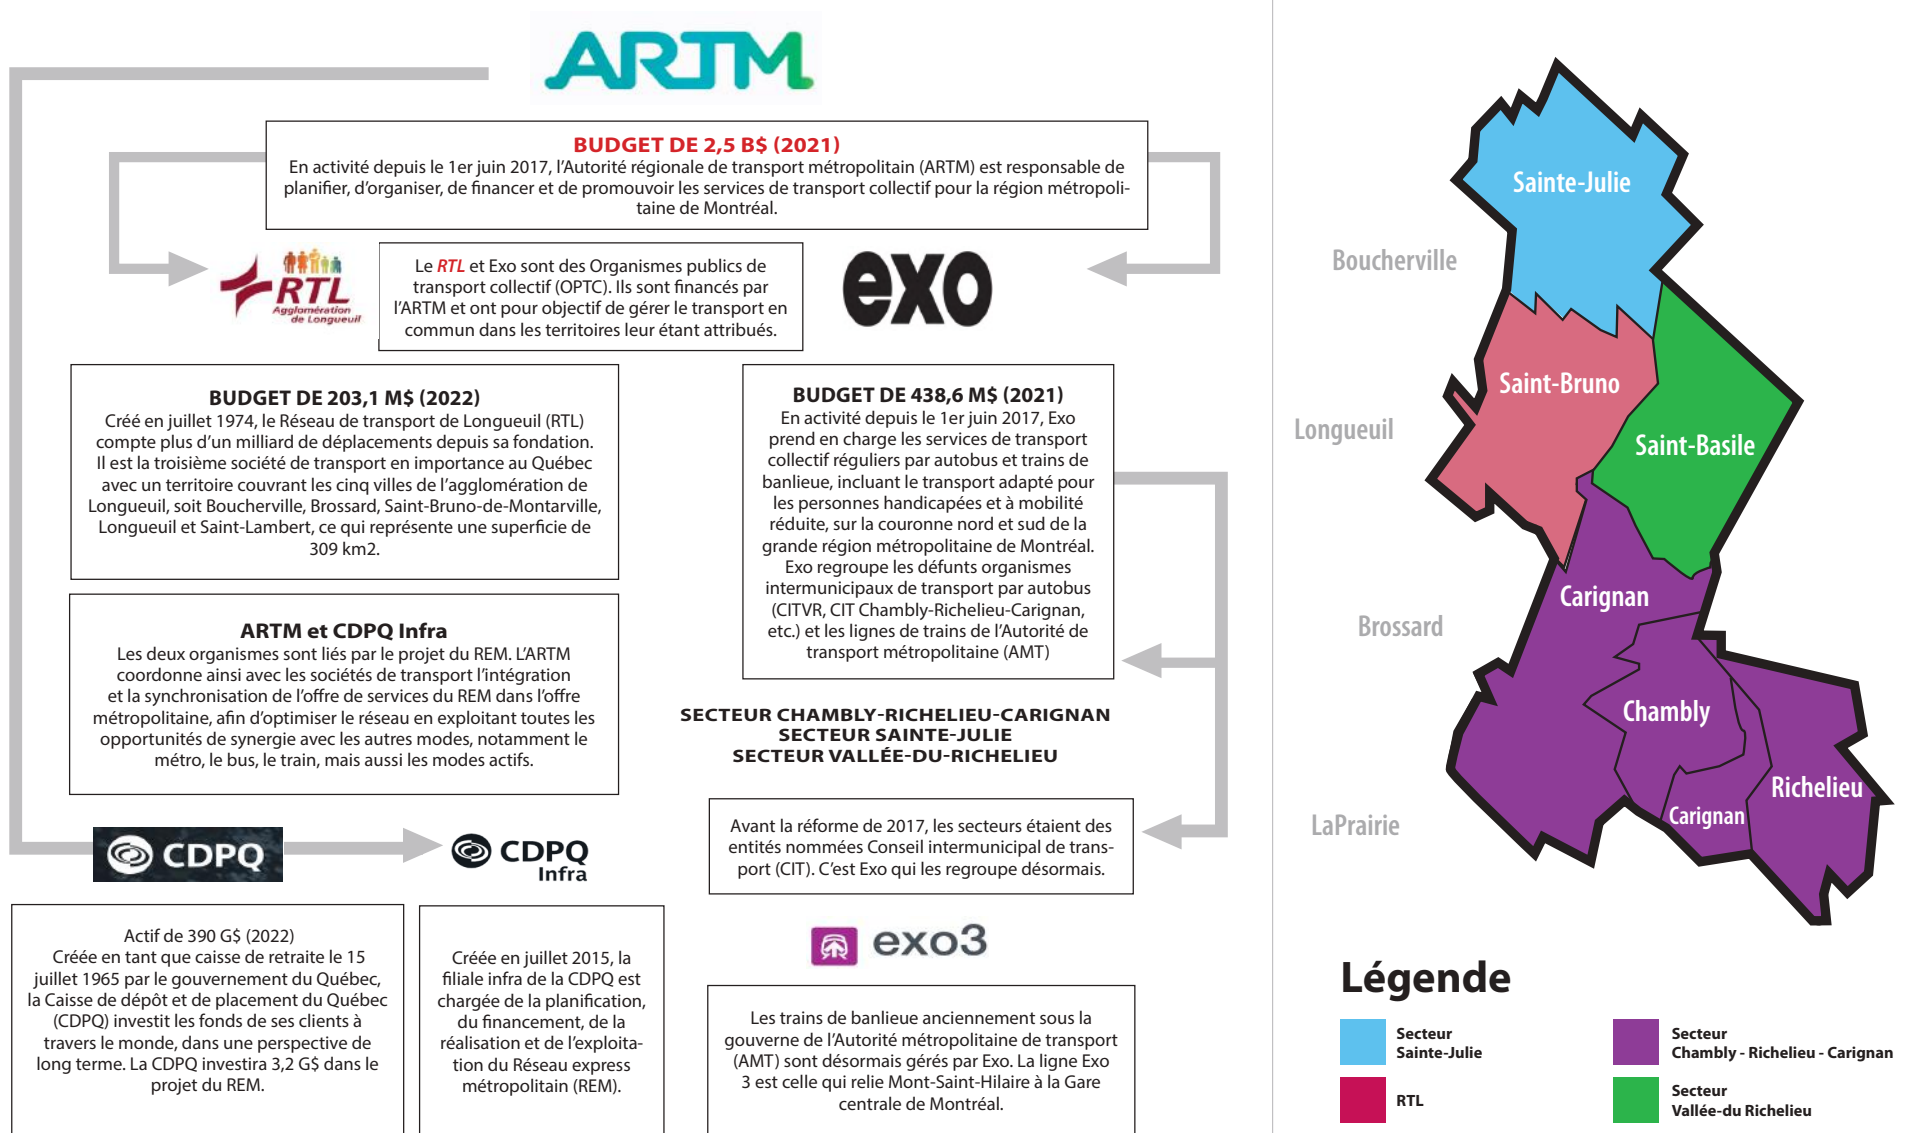 ARTM
BUDGET DE 2,5 B$ (2021)
En activité depuis le 1er juin 2017, l'Autorité régionale de transport métropolitain (ARTM) est responsable de
planifier, d'organiser, de financer et de promouvoir les services de transport collectif pour la région métropoli-
taine de Montréal.
RTL
Agglomération
de Longueuil
Le RTL et Exo sont des Organismes publics de
transport collectif (OPTC). Ils sont financés par
l'ARTM et ont pour objectif de gérer le transport en
commun dans les territoires leur étant attribués.
exo
BUDGET DE 203,1 M$ (2022)
Créé en juillet 1974, le Réseau de transport de Longueuil (RTL)
compte plus d'un milliard de déplacements depuis sa fondation.
Il est la troisième société de transport en importance au Québec
avec un territoire couvrant les cinq villes de l'agglomération de
Longueuil, soit Boucherville, Brossard, Saint-Bruno-de-Montarville,
Longueuil et Saint-Lambert, ce qui représente une superficie de
309 km2.
BUDGET DE 438,6 M$ (2021)
En activité depuis le 1er juin 2017, Exo
prend en charge les services de transport
collectif réguliers par autobus et trains de
banlieue, incluant le transport adapté pour
les personnes handicapées et à mobilité
réduite, sur la couronne nord et sud de la
grande région métropolitaine de Montréal.
Exo regroupe les défunts organismes
intermunicipaux de transport par autobus
(CITVR, CIT Chambly-Richelieu-Carignan,
etc.) et les lignes de trains de l'Autorité de
transport métropolitaine (AMT)
ARTM et CDPQ Infra
Les deux organismes sont liés par le projet du REM. L'ARTM
coordonne ainsi avec les sociétés de transport l'intégration
et la synchronisation de l'offre de services du REM dans l'offre
métropolitaine, afin d'optimiser le réseau en exploitant toutes les
opportunités de synergie avec les autres modes, notamment le
métro, le bus, le train, mais aussi les modes actifs.
SECTEUR CHAMBLY-RICHELIEU-CARIGNAN
SECTEUR SAINTE-JULIE
SECTEUR VALLÉE-DU-RICHELIEU
Avant la réforme de 2017, les secteurs étaient des
entités nommées Conseil intermunicipal de trans-
port (CIT). C'est Exo qui les regroupe désormais.
CDPQ
CDPQ
Infra
Actif de 390 G$ (2022)
Créée en tant que caisse de retraite le 15
juillet 1965 par le gouvernement du Québec,
la Caisse de dépôt et de placement du Québec
(CDPQ) investit les fonds de ses clients à
travers le monde, dans une perspective de
long terme. La CDPQ investira 3,2 G$ dans le
projet du REM.
Créée en juillet 2015, la
filiale infra de la CDPQ est
chargée de la planification,
du financement, de la
réalisation et de l'exploita-
tion du Réseau express
métropolitain (REM).
exo3
Les trains de banlieue anciennement sous la
gouverne de l'Autorité métropolitaine de transport
(AMT) sont désormais gérés par Exo. La ligne Exo
3 est celle qui relie Mont-Saint-Hilaire à la Gare
centrale de Montréal.
Sainte-Julie
Boucherville
Saint-Bruno
Longueuil
Saint-Basile
Carignan
Brossard
Chambly
Richelieu
Carignan
LaPrairie
Légende
Secteur
Sainte-Julie
RTL
Secteur
Chambly - Richelieu - Carignan
Secteur
Vallée-du Richelieu